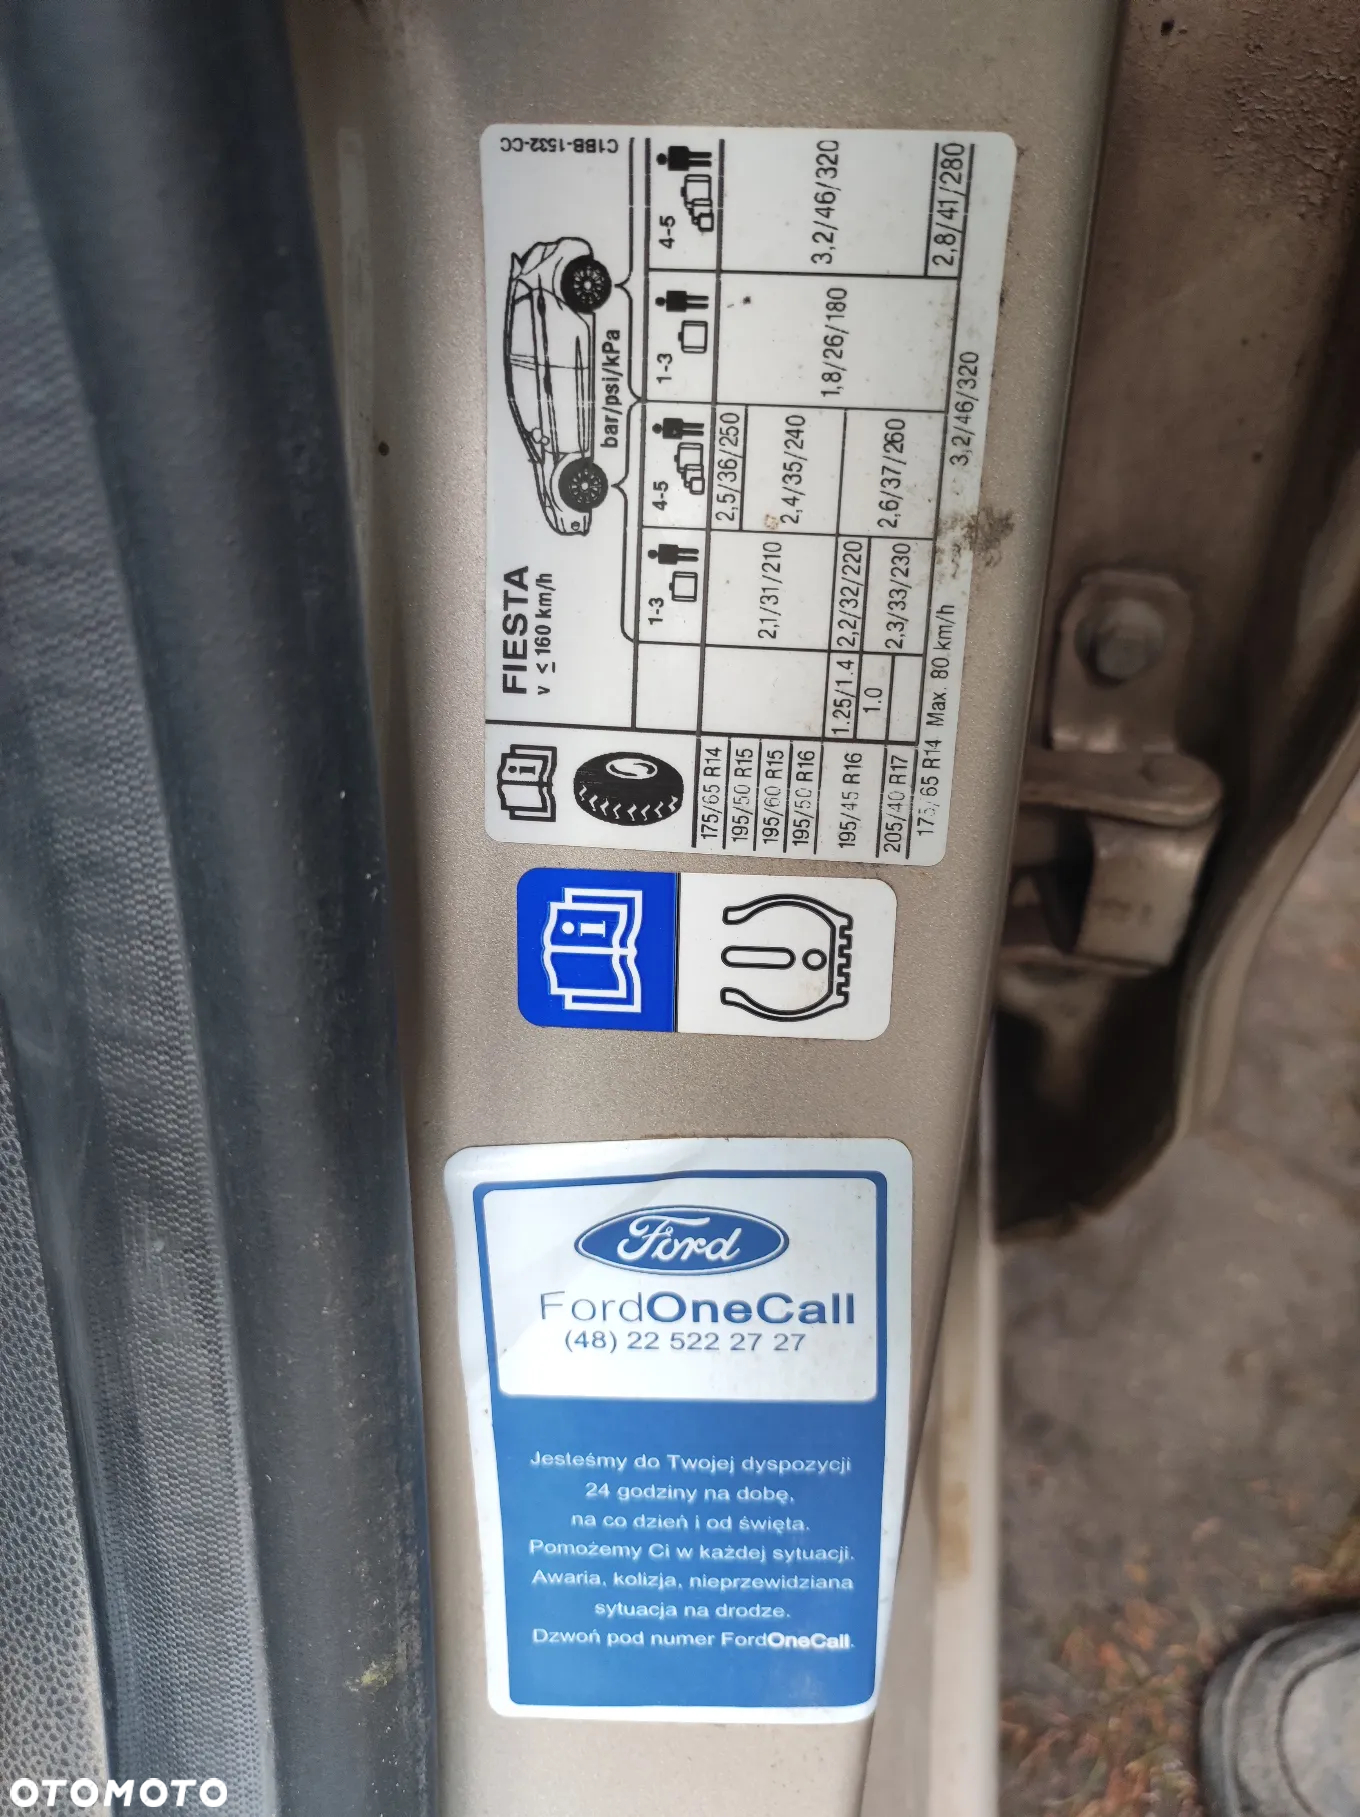 C1BB-1532-CC
FIESTA
v ≤ 160 km/h
bar/psi/kPa
1-3 4-5 1-3 4-5
175/65 R14 2,1/31/210 2,5/36/250 1,8/26/180 3,2/46/320
195/50 R15 2,4/35/240
195/60 R15
195/50 R16
195/45 R16 1.25/1.4 2,2/32/220 2,6/37/260
1.0 2,3/33/230
205/40 R17 2,8/41/280
175/65 R14 Max. 80 km/h 3,2/46/320
Ford
FordOneCall
(48) 22 522 27 27
Jesteśmy do Twojej dyspozycji
24 godziny na dobę,
na co dzień i od święta.
Pomożemy Ci w każdej sytuacji.
Awaria, kolizja, nieprzewidziana
sytuacja na drodze.
Dzwoń pod numer FordOneCall.
OTOMOTO